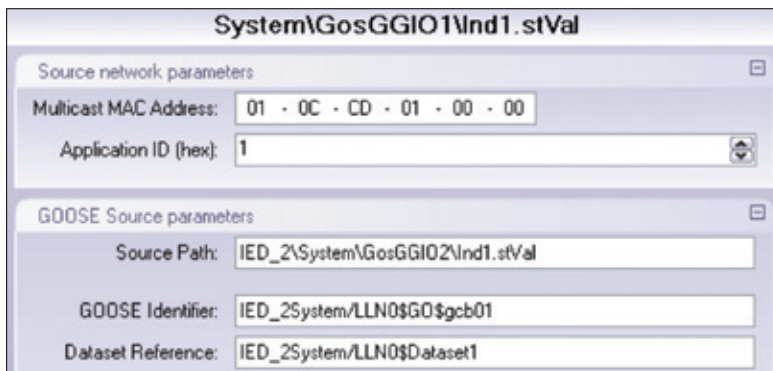 System\GosGGIO1\Ind1.stVal
Source network parameters
Multicast MAC Address: 01 - 0C - CD - 01 - 00 - 00
Application ID (hex): 1
GOOSE Source parameters
Source Path: IED_2\System\GosGGIO2\Ind1.stVal
GOOSE Identifier: IED_2System/LLN0$GO$gcb01
Dataset Reference: IED_2System/LLN0$Dataset1